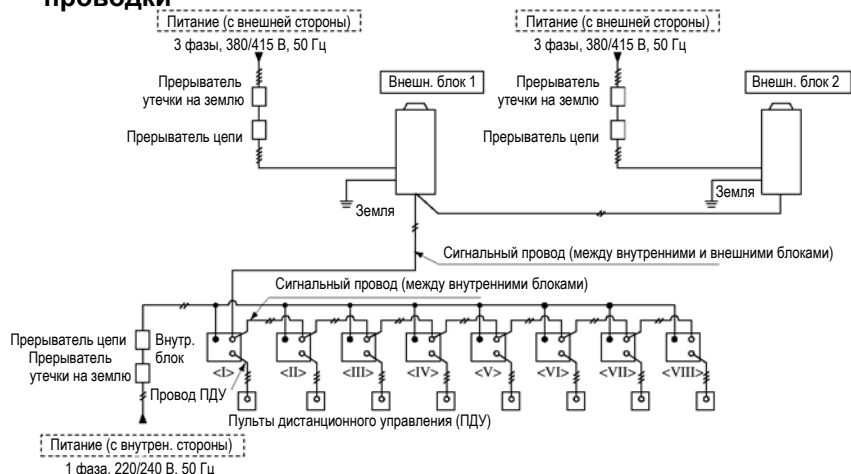 проводки
Питание (с внешней стороны)
3 фазы, 380/415 В, 50 Гц
Питание (с внешней стороны)
3 фазы, 380/415 В, 50 Гц
Прерыватель
утечки на землю
Прерыватель цепи
Внешн. блок 1
Земля
Прерыватель
утечки на землю
Прерыватель цепи
Внешн. блок 2
Земля
Сигнальный провод (между внутренними и внешними блоками)
Сигнальный провод (между внутренними блоками)
Прерыватель цепи
Прерыватель
утечки на землю
Внутр.
блок
<I>
<II>
<III>
<IV>
<V>
<VI>
<VII>
<VIII>
Провод ПДУ
Пульты дистанционного управления (ПДУ)
Питание (с внутрен. стороны)
1 фаза, 220/240 В, 50 Гц